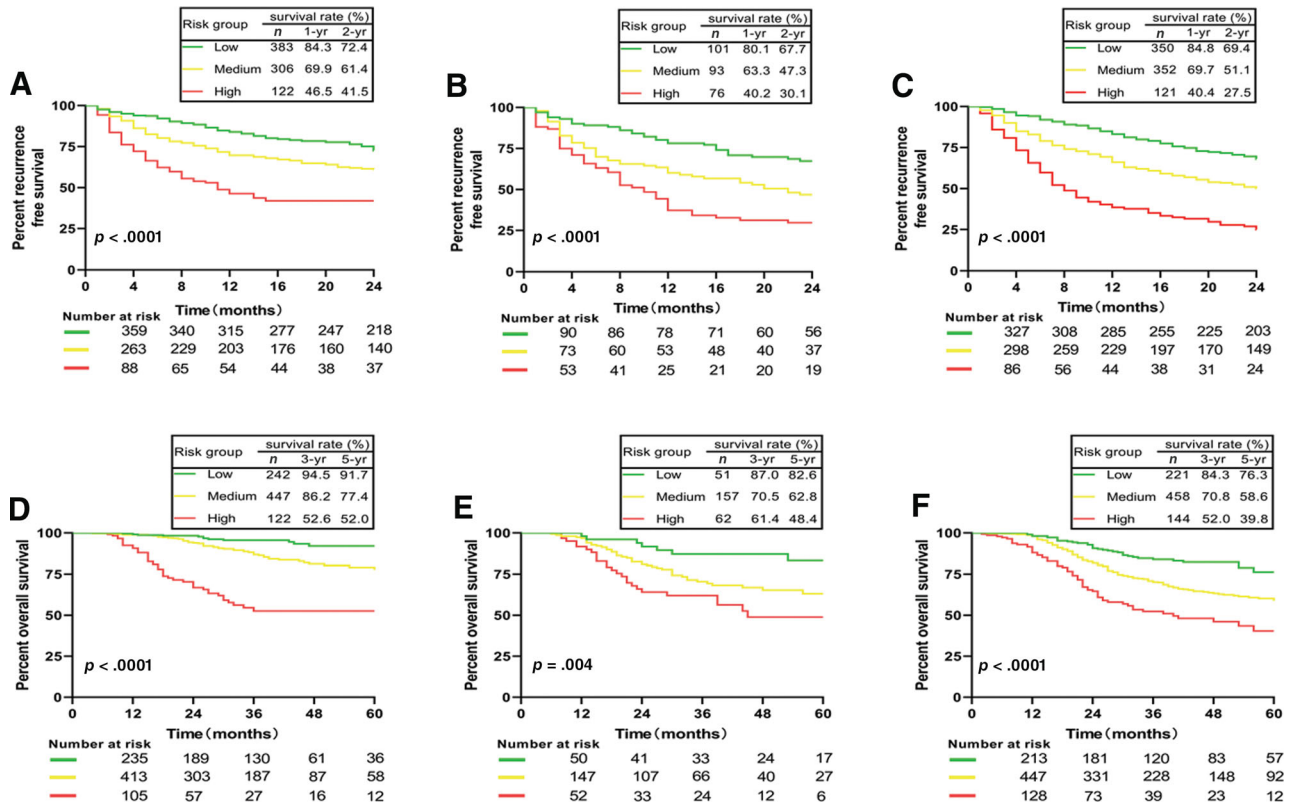 A
Risk group survival rate (%)
n 1-yr 2-yr
Low 383 84.3 72.4
Medium 306 69.9 61.4
High 122 46.5 41.5
Percent recurrence
free survival
100
75
50
25
0
p < .0001
0 4 8 12 16 20 24
Time (months)
Number at risk
359 340 315 277 247 218
263 229 203 176 160 140
88 65 54 44 38 37
B
Risk group survival rate (%)
n 1-yr 2-yr
Low 101 80.1 67.7
Medium 93 63.3 47.3
High 76 40.2 30.1
Percent recurrence
free survival
100
75
50
25
0
p < .0001
0 4 8 12 16 20 24
Time (months)
Number at risk
90 86 78 71 60 56
73 60 53 48 40 37
53 41 25 21 20 19
C
Risk group survival rate (%)
n 1-yr 2-yr
Low 350 84.8 69.4
Medium 352 69.7 51.1
High 121 40.4 27.5
Percent recurrence
free survival
100
75
50
25
0
p < .0001
0 4 8 12 16 20 24
Time (months)
Number at risk
327 308 285 255 225 203
298 259 229 197 170 149
86 56 44 38 31 24
D
Risk group survival rate (%)
n 3-yr 5-yr
Low 242 94.5 91.7
Medium 447 86.2 77.4
High 122 52.6 52.0
Percent overall survival
100
75
50
25
0
p < .0001
0 12 24 36 48 60
Time (months)
Number at risk
235 189 130 61 36
413 303 187 87 58
105 57 27 16 12
E
Risk group survival rate (%)
n 3-yr 5-yr
Low 51 87.0 82.6
Medium 157 70.5 62.8
High 62 61.4 48.4
Percent overall survival
100
75
50
25
0
p = .004
0 12 24 36 48 60
Time (months)
Number at risk
50 41 33 24 17
147 107 66 40 27
52 33 24 12 6
F
Risk group survival rate (%)
n 3-yr 5-yr
Low 221 84.3 76.3
Medium 458 70.8 58.6
High 144 52.0 39.8
Percent overall survival
100
75
50
25
0
p < .0001
0 12 24 36 48 60
Time (months)
Number at risk
213 181 120 83 57
447 331 228 148 92
128 73 39 23 12